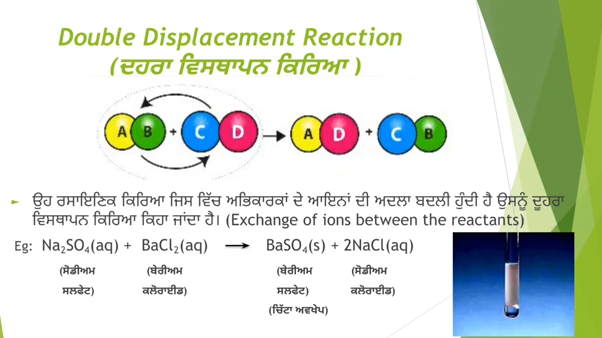 Double Displacement Reaction
(ਦਹਰਾ ਵਿਸਥਾਪਨ ਕਿਰਿਆ )
A B + C D → A D + C B
► ਉਹ ਰਸਾਇਣਿਕ ਕਿਰਿਆ ਜਿਸ ਵਿੱਚ ਅਭਿਕਾਰਕਾਂ ਦੇ ਆਇਨਾਂ ਦੀ ਅਦਲਾ ਬਦਲੀ ਹੁੰਦੀ ਹੈ ਉਸਨੂੰ ਦੂਹਰਾ
ਵਿਸਥਾਪਨ ਕਿਰਿਆ ਕਿਹਾ ਜਾਂਦਾ ਹੈ। (Exchange of ions between the reactants)
Eg: Na₂SO₄(aq) + BaCl₂(aq) ⟶ BaSO₄(s) + 2NaCl(aq)
(ਸੋਡੀਅਮ (ਬੇਰੀਅਮ (ਬੇਰੀਅਮ (ਸੋਡੀਅਮ
ਸਲਫੇਟ) ਕਲੋਰਾਈਡ) ਸਲਫੇਟ) ਕਲੋਰਾਈਡ)
(ਚਿੱਟਾ ਅਵਖੇਪ)